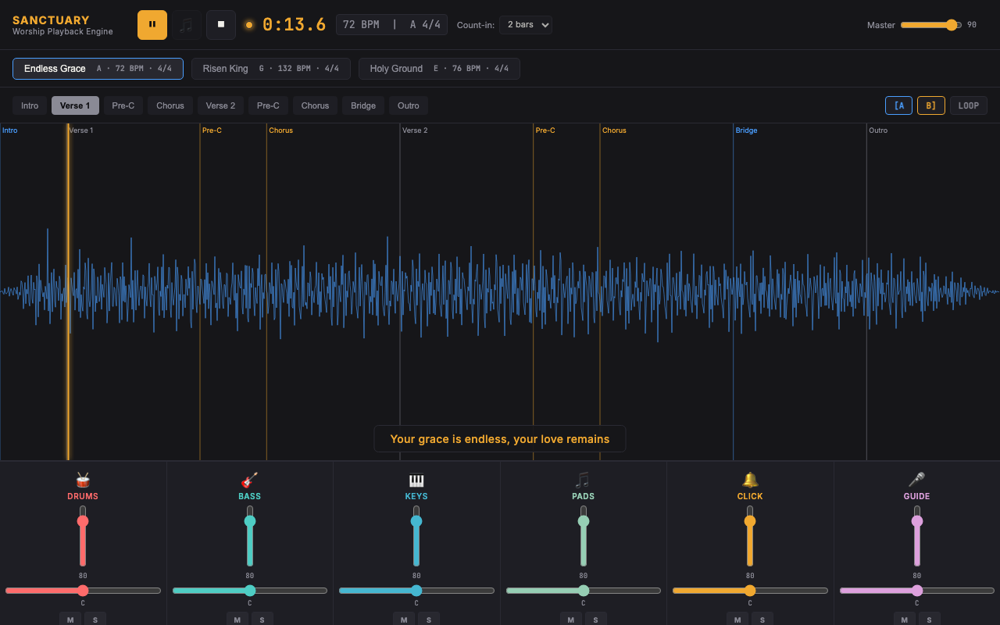 SANCTUARY
Worship Playback Engine
0:13.6
72 BPM | A 4/4
Count-in:
2 bars
Master
90
Endless Grace A · 72 BPM · 4/4
Risen King G · 132 BPM · 4/4
Holy Ground E · 76 BPM · 4/4
Intro
Verse 1
Pre-C
Chorus
Verse 2
Pre-C
Chorus
Bridge
Outro
[A
B]
LOOP
Intro
Verse 1
Pre-C
Chorus
Verse 2
Pre-C
Chorus
Bridge
Outro
Your grace is endless, your love remains
DRUMS
BASS
KEYS
PADS
CLICK
GUIDE
80
80
80
80
80
80
C
C
C
C
C
C
M S
M S
M S
M S
M S
M S